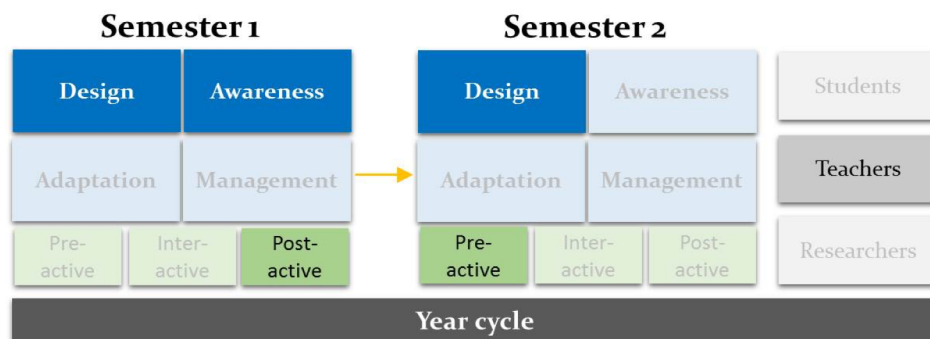 Semester 1
Semester 2
Design
Awareness
Design
Awareness
Students
Adaptation
Management
Adaptation
Management
Teachers
Pre-
active
Inter-
active
Post-
active
Pre-
active
Inter-
active
Post-
active
Researchers
Year cycle